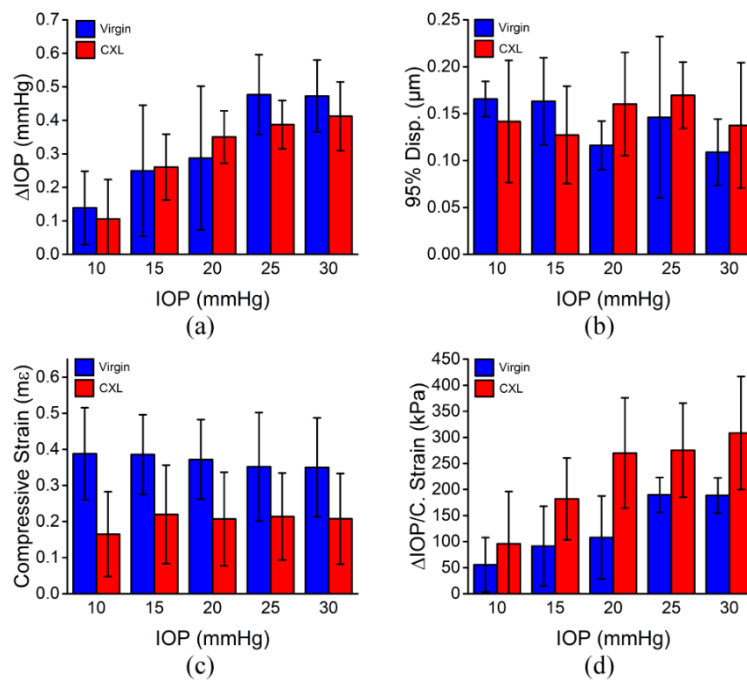 0.7
0.6
0.5
0.4
0.3
0.2
0.1
0.0
ΔIOP (mmHg)
Virgin
CXL
10 15 20 25 30
IOP (mmHg)
(a)
0.25
0.20
0.15
0.10
0.05
0.00
95% Disp. (µm)
Virgin
CXL
10 15 20 25 30
IOP (mmHg)
(b)
0.6
0.5
0.4
0.3
0.2
0.1
0.0
Compressive Strain (mε)
Virgin
CXL
10 15 20 25 30
IOP (mmHg)
(c)
450
400
350
300
250
200
150
100
50
0
ΔIOP/C. Strain (kPa)
Virgin
CXL
10 15 20 25 30
IOP (mmHg)
(d)